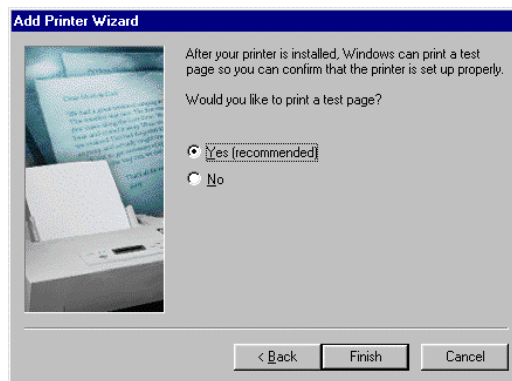 Add Printer Wizard
After your printer is installed, Windows can print a test
page so you can confirm that the printer is set up properly.
Would you like to print a test page?
Yes (recommended)
No
< Back
Finish
Cancel